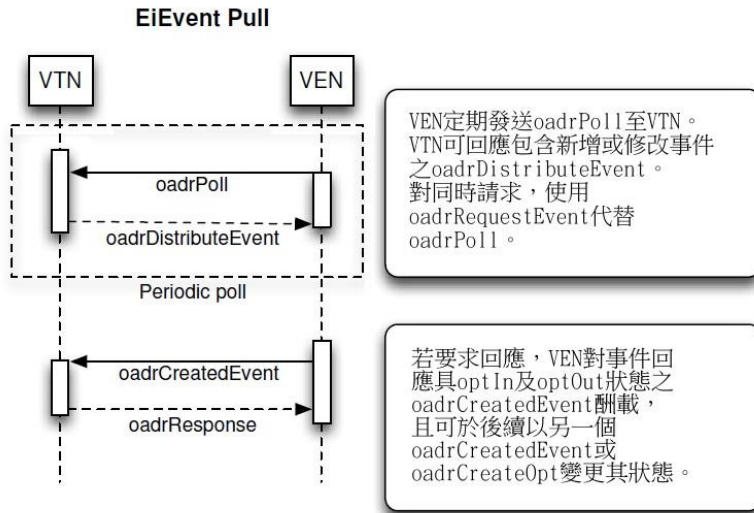 EiEvent Pull
VTN
VEN
VEN定期發送oadrPoll至VTN。
VTN可回應包含新增或修改事件
之oadrDistributeEvent。
對同時請求，使用
oadrRequestEvent代替
oadrPoll。
oadrPoll
oadrDistributeEvent
Periodic poll
若要求回應，VEN對事件回
應具optIn及optOut狀態之
oadrCreatedEvent酬載，
且可於後續以另一個
oadrCreatedEvent或
oadrCreateOpt變更其狀態。
oadrCreatedEvent
oadrResponse